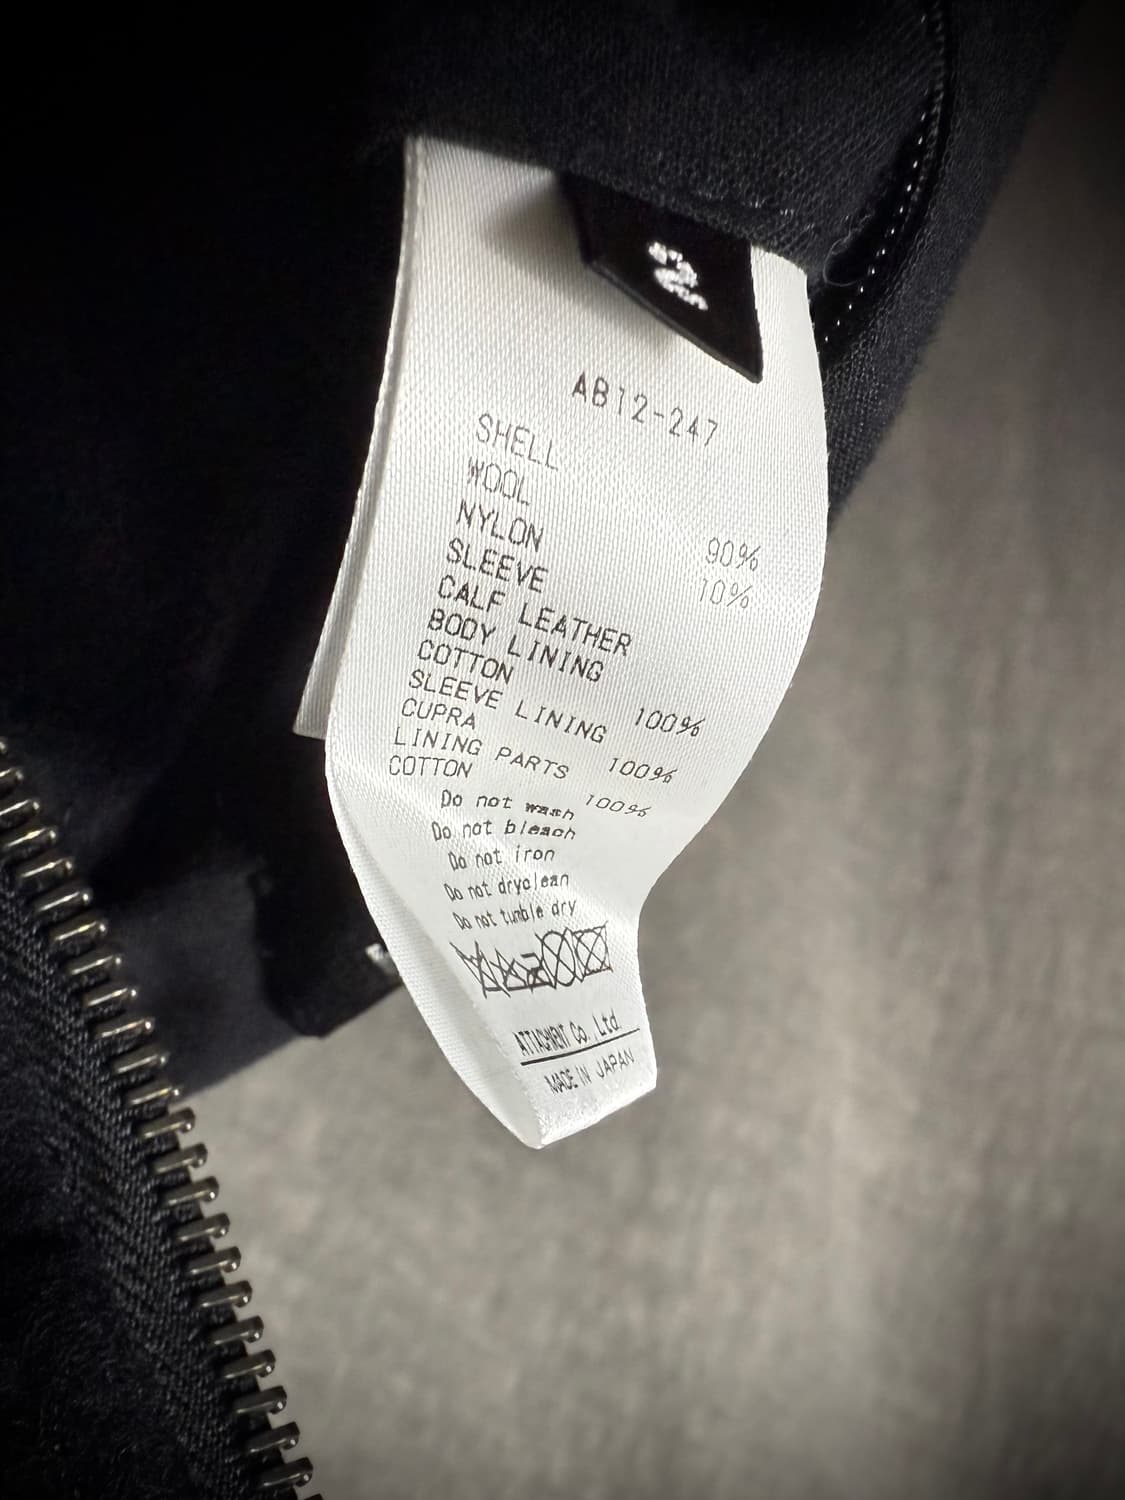 2
AB12-247
SHELL
WOOL 90%
NYLON 10%
SLEEVE
CALF LEATHER
BODY LINING
COTTON 100%
SLEEVE LINING
CUPRA 100%
LINING PARTS
COTTON 100%
Do not wash
Do not bleach
Do not iron
Do not dryclean
Do not tumble dry
ATTACHMENT Co., Ltd.
MADE IN JAPAN